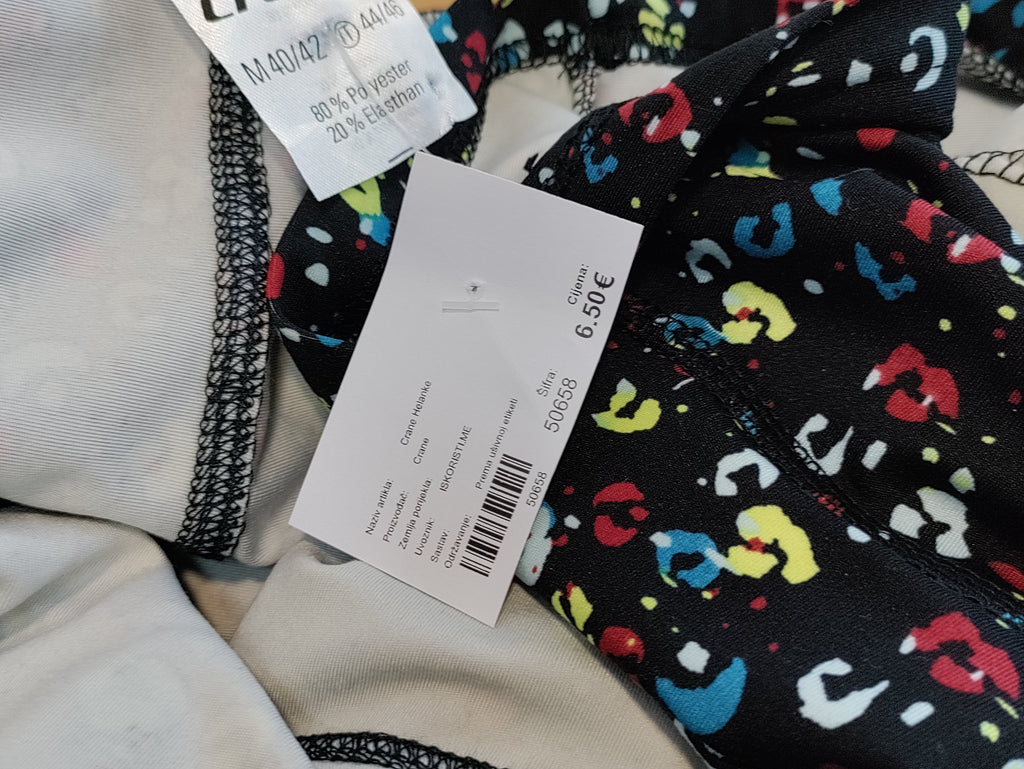 M 40/42 IT 44/46
80 % Polyester
20 % Elasthan
Naziv artikla: Crane Helanke
Proizvođač: Crane
Zemlja porijekla:
Uvoznik: ISKORISTI.ME
Sastav:
Održavanje: Prema ušivnoj etiketi
50658
Šifra:
50658
Cijena:
6.50€